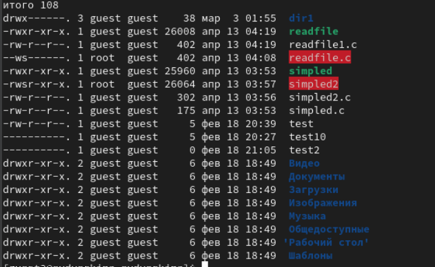 итого 108
drwx------. 3 guest guest 38 мар 3 01:55 dir1
-rwxr-xr-x. 1 guest guest 26008 апр 13 04:19 readfile
-rw-r--r--. 1 guest guest 402 апр 13 04:19 readfile1.c
--ws------. 1 root guest 402 апр 13 04:08 readfile.c
-rwxr-xr-x. 1 guest guest 25960 апр 13 03:53 simpled
-rwsr-xr-x. 1 root guest 26064 апр 13 03:57 simpled2
-rw-r--r--. 1 guest guest 302 апр 13 03:56 simpled2.c
-rw-r--r--. 1 guest guest 175 апр 13 03:53 simpled.c
-rw-r--r--. 1 guest guest 5 фев 18 20:39 test
----------. 1 guest guest 5 фев 18 20:27 test10
----------. 1 guest guest 0 фев 18 21:05 test2
drwxr-xr-x. 2 guest guest 6 фев 18 18:49 Видео
drwxr-xr-x. 2 guest guest 6 фев 18 18:49 Документы
drwxr-xr-x. 2 guest guest 6 фев 18 18:49 Загрузки
drwxr-xr-x. 2 guest guest 6 фев 18 18:49 Изображения
drwxr-xr-x. 2 guest guest 6 фев 18 18:49 Музыка
drwxr-xr-x. 2 guest guest 6 фев 18 18:49 Общедоступные
drwxr-xr-x. 2 guest guest 6 фев 18 18:49 'Рабочий стол'
drwxr-xr-x. 2 guest guest 6 фев 18 18:49 Шаблоны